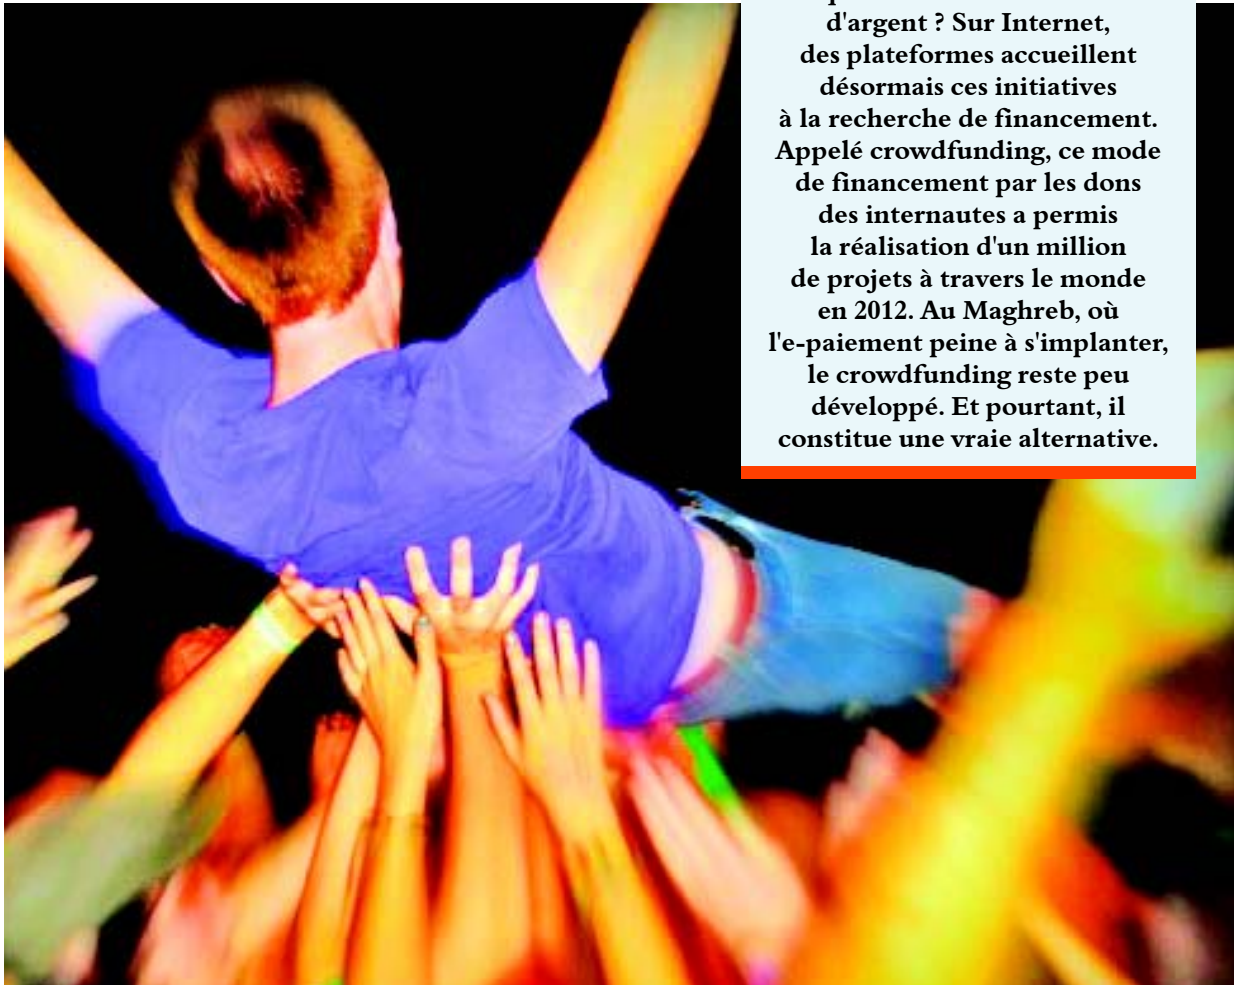 d'argent ? Sur Internet,
des plateformes accueillent
désormais ces initiatives
à la recherche de financement.
Appelé crowdfunding, ce mode
de financement par les dons
des internautes a permis
la réalisation d'un million
de projets à travers le monde
en 2012. Au Maghreb, où
l'e-paiement peine à s'implanter,
le crowdfunding reste peu
développé. Et pourtant, il
constitue une vraie alternative.